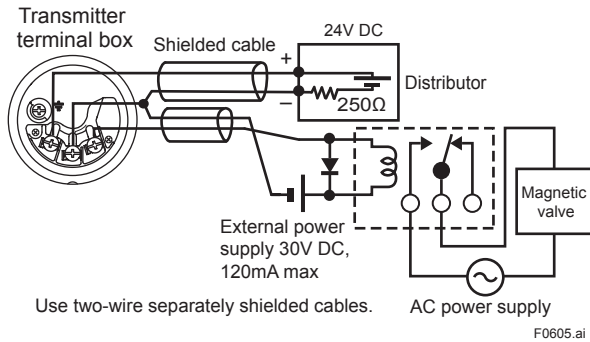 Transmitter
terminal box
Shielded cable
24V DC
+
–
250Ω
Distributor
External power
supply 30V DC,
120mA max
Magnetic
valve
Use two-wire separately shielded cables.
AC power supply
F0605.ai